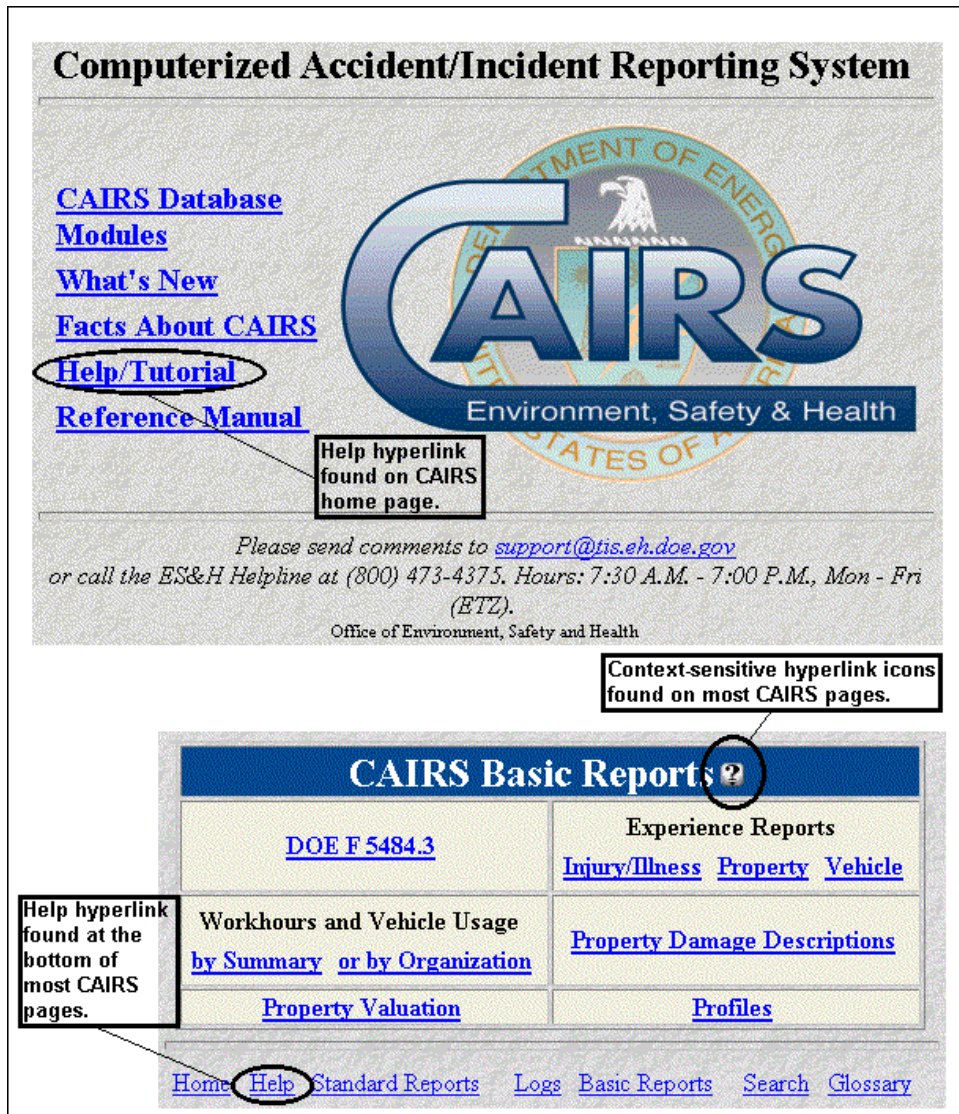 Computerized Accident/Incident Reporting System
CAIRS Database
Modules
What's New
Facts About CAIRS
Help/Tutorial
Reference Manual
DEPARTMENT OF ENERGY
UNITED STATES OF AMERICA
CAIRS
Environment, Safety & Health
Help hyperlink
found on CAIRS
home page.
Please send comments to support@tis.eh.doe.gov
or call the ES&H Helpline at (800) 473-4375. Hours: 7:30 A.M. - 7:00 P.M., Mon - Fri
(ETZ).
Office of Environment, Safety and Health
Context-sensitive hyperlink icons
found on most CAIRS pages.
CAIRS Basic Reports ?
DOE F 5484.3
Experience Reports
Injury/Illness Property Vehicle
Workhours and Vehicle Usage
by Summary or by Organization
Property Damage Descriptions
Property Valuation
Profiles
Help hyperlink
found at the
bottom of
most CAIRS
pages.
Home Help Standard Reports Logs Basic Reports Search Glossary